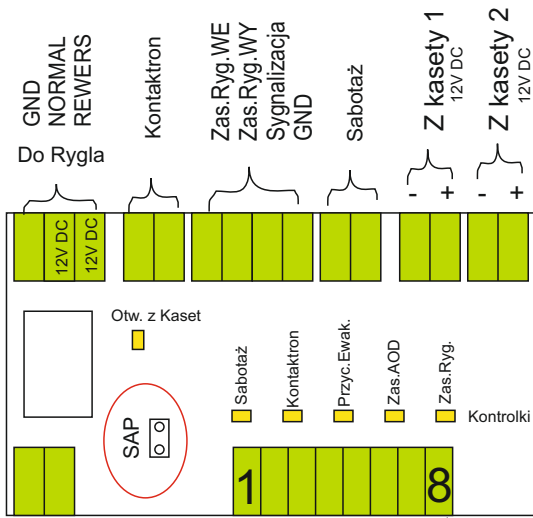 GND
NORMAL
REWERS
Do Rygla
Kontaktron
Zas.Ryg.WE
Zas.Ryg.WY
Sygnalizacja
GND
Sabotaż
Z kasety 1
12V DC
Z kasety 2
12V DC
- +
- +
12V DC
12V DC
Otw. z Kaset
SAP
Sabotaż
Kontaktron
Przyc.Ewak.
Zas.AOD
Zas.Ryg.
Kontrolki
1
8